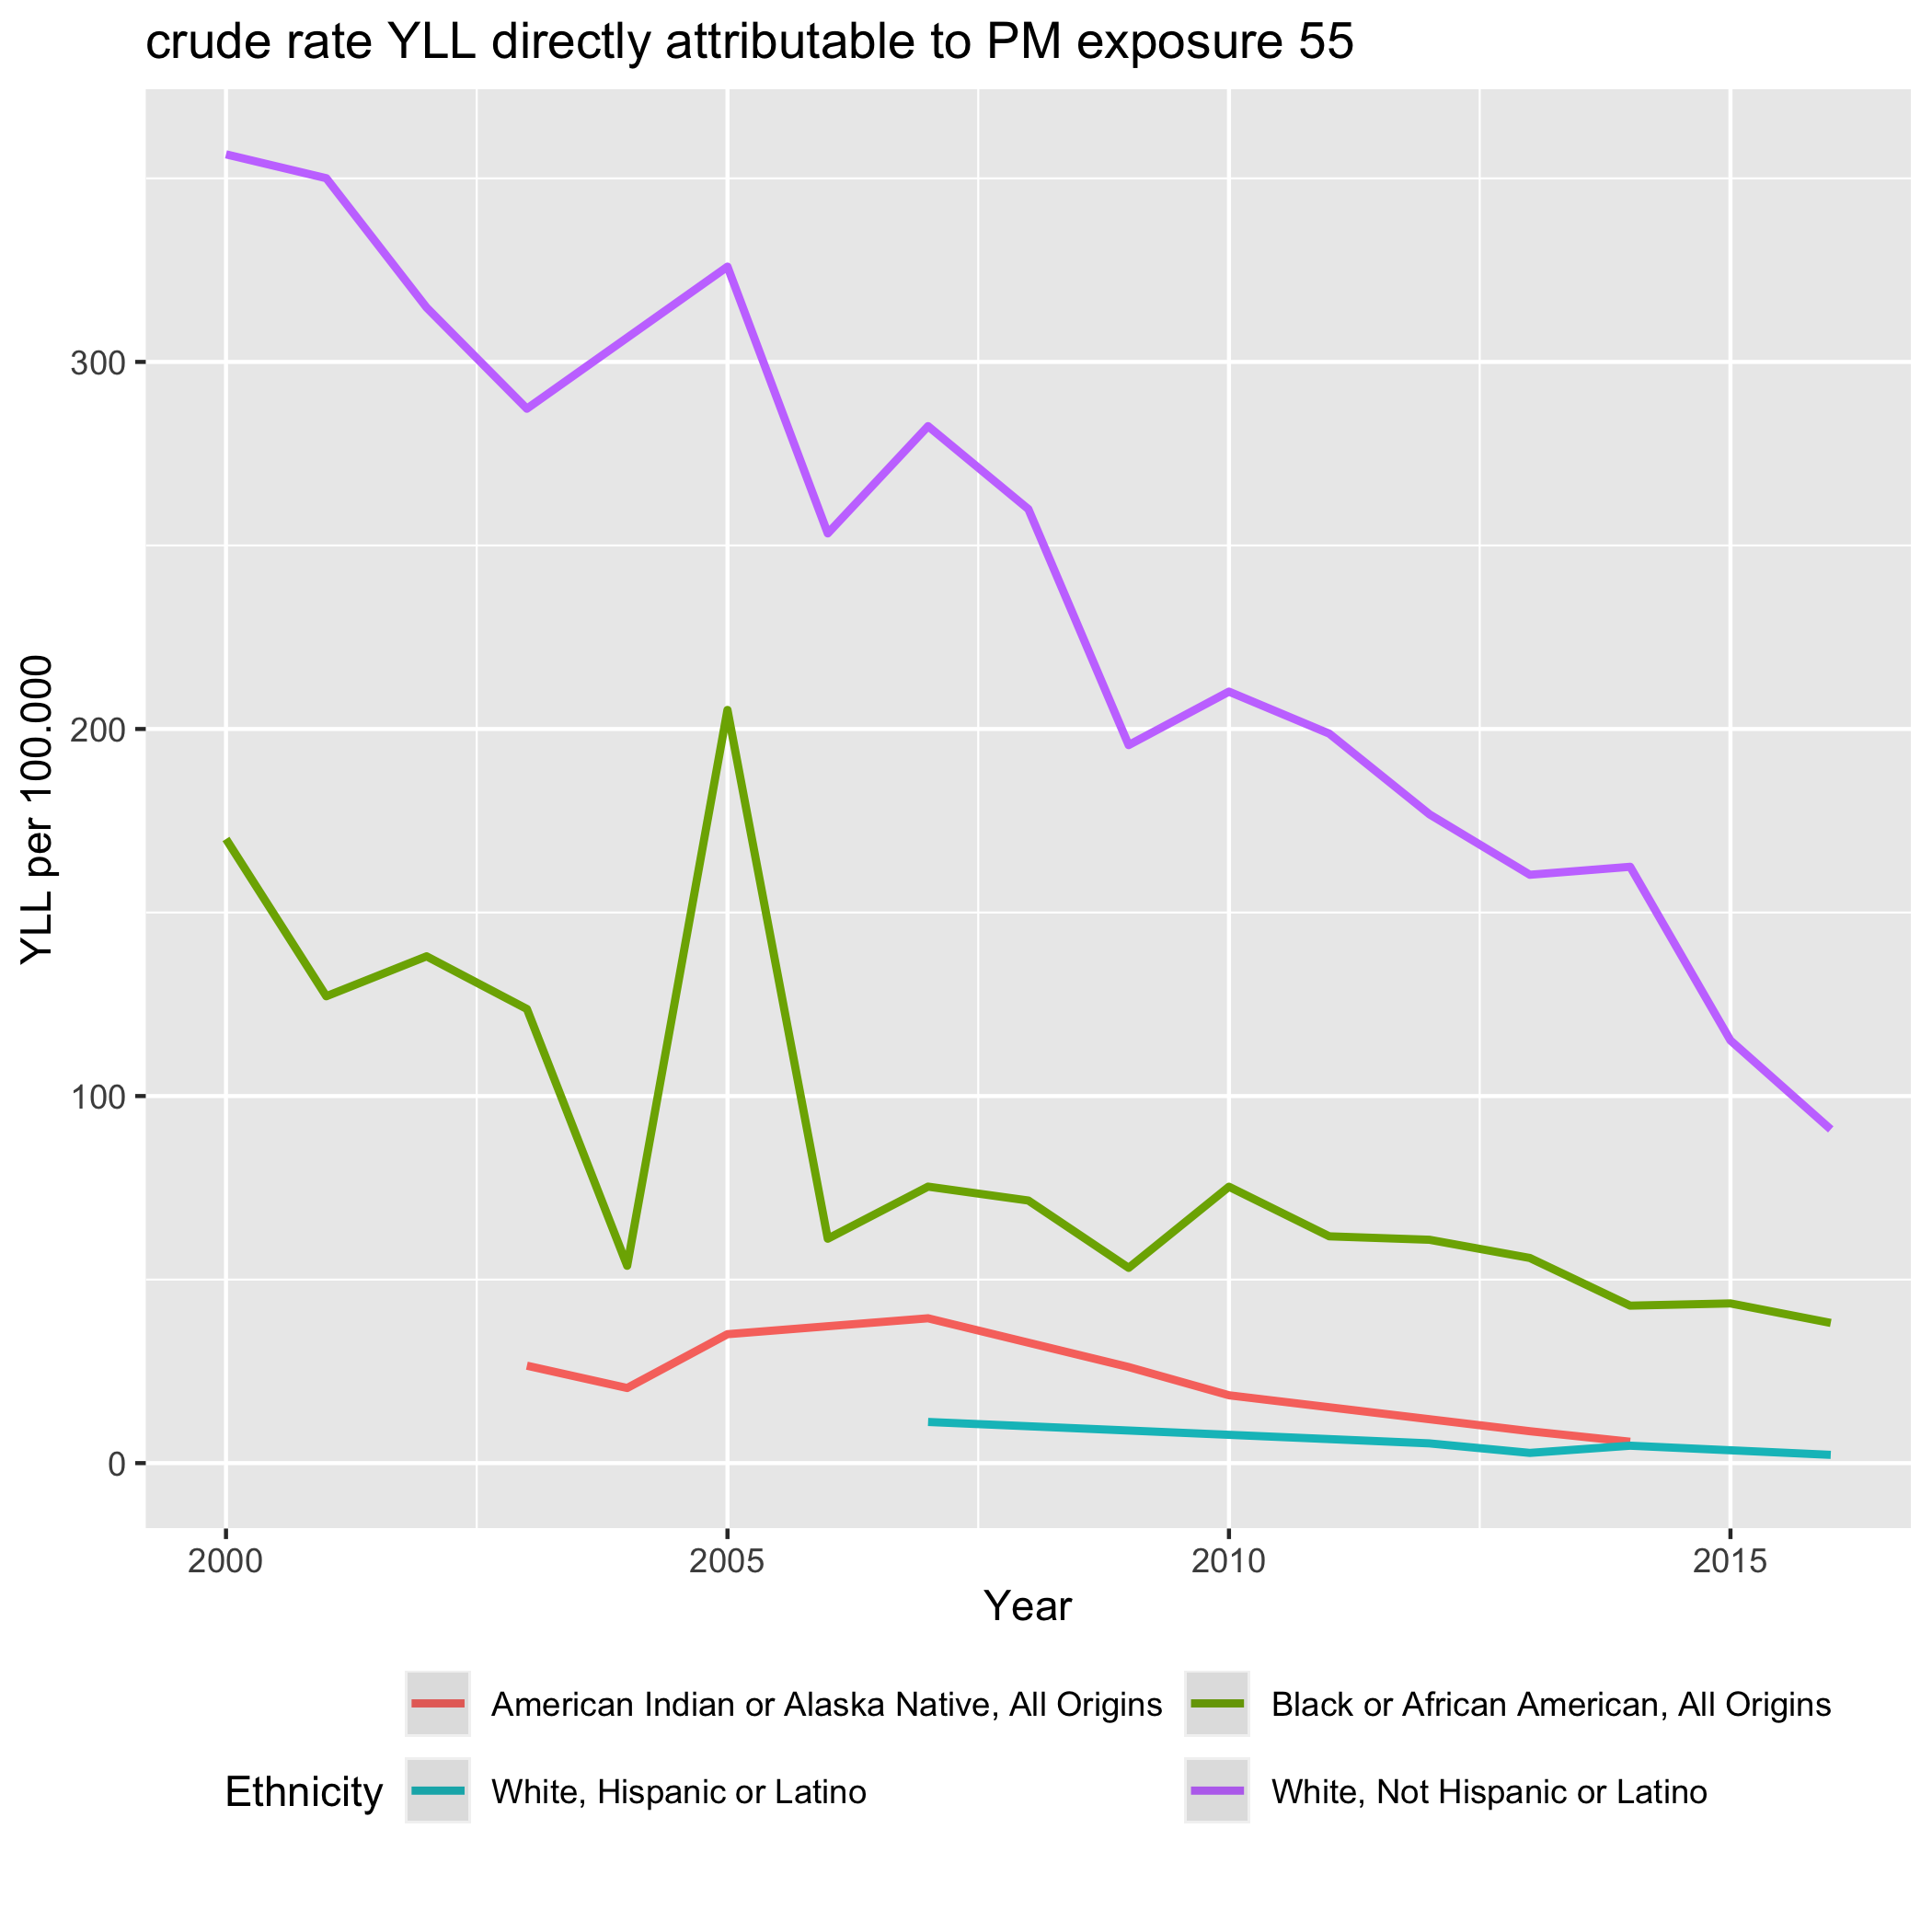 crude rate YLL directly attributable to PM exposure 55
YLL per 100.000
300
200
100
0
2000 2005 2010 2015
Year
Ethnicity
American Indian or Alaska Native, All Origins
Black or African American, All Origins
White, Hispanic or Latino
White, Not Hispanic or Latino